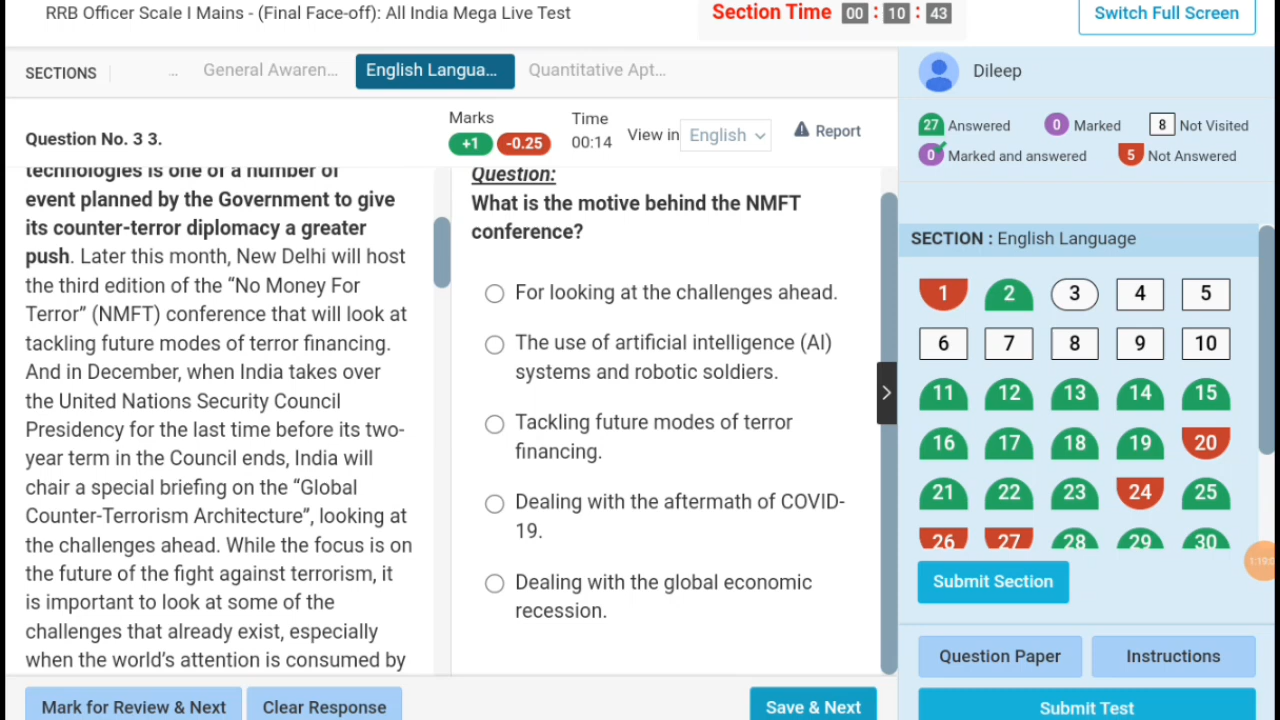 RRB Officer Scale I Mains - (Final Face-off): All India Mega Live Test
Section Time 00 : 10 : 43
Switch Full Screen
SECTIONS
...
General Awaren...
English Langua...
Quantitative Apt...
Dileep
Question No. 3 3.
Marks
+1 -0.25
Time
00:14
View in English
Report
27 Answered
0 Marked
8 Not Visited
0 Marked and answered
5 Not Answered
technologies is one of a number of
event planned by the Government to give
its counter-terror diplomacy a greater
push. Later this month, New Delhi will host
the third edition of the “No Money For
Terror” (NMFT) conference that will look at
tackling future modes of terror financing.
And in December, when India takes over
the United Nations Security Council
Presidency for the last time before its two-
year term in the Council ends, India will
chair a special briefing on the “Global
Counter-Terrorism Architecture”, looking at
the challenges ahead. While the focus is on
the future of the fight against terrorism, it
is important to look at some of the
challenges that already exist, especially
when the world’s attention is consumed by
Question:
What is the motive behind the NMFT
conference?
For looking at the challenges ahead.
The use of artificial intelligence (AI)
systems and robotic soldiers.
Tackling future modes of terror
financing.
Dealing with the aftermath of COVID-
19.
Dealing with the global economic
recession.
SECTION : English Language
1 2 3 4 5
6 7 8 9 10
11 12 13 14 15
16 17 18 19 20
21 22 23 24 25
26 27 28 29 30
Submit Section
Question Paper
Instructions
Mark for Review & Next
Clear Response
Save & Next
Submit Test